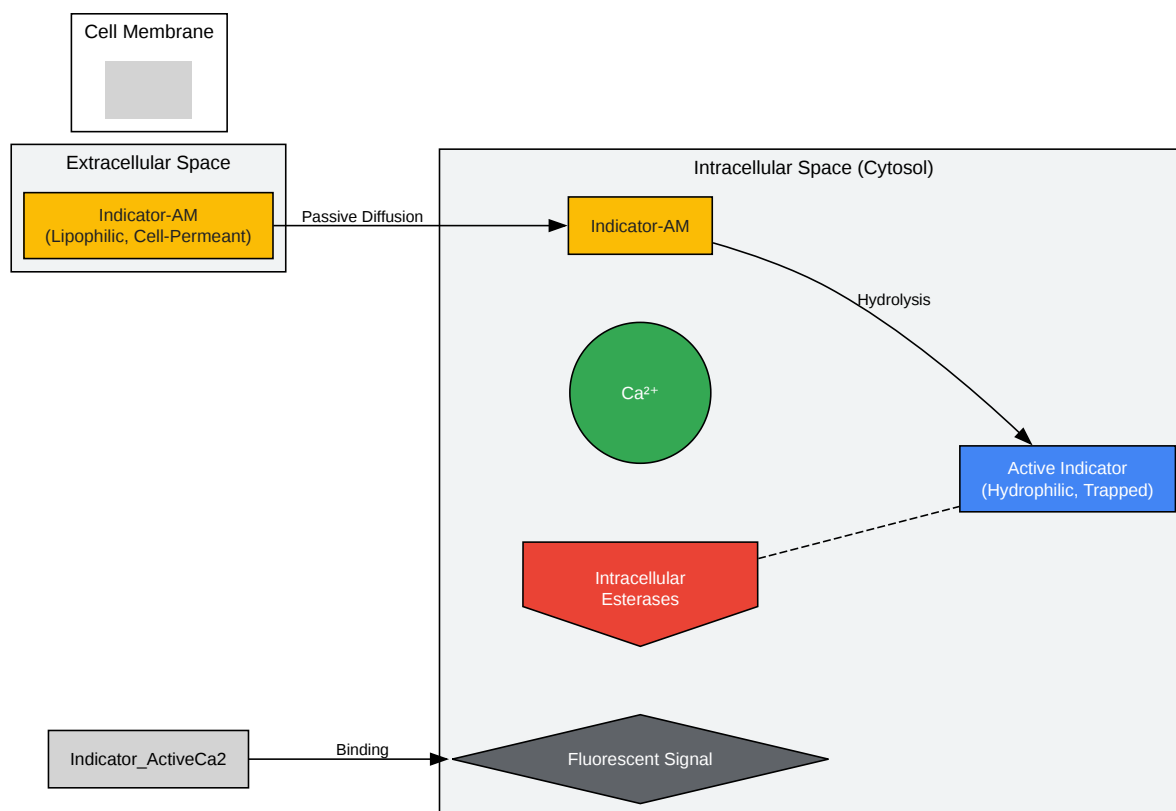 Cell Membrane
Extracellular Space
Indicator-AM
(Lipophilic, Cell-Permeant)
Passive Diffusion
Intracellular Space (Cytosol)
Indicator-AM
Hydrolysis
Ca²⁺
Active Indicator
(Hydrophilic, Trapped)
Intracellular
Esterases
Indicator_ActiveCa2
Binding
Fluorescent Signal